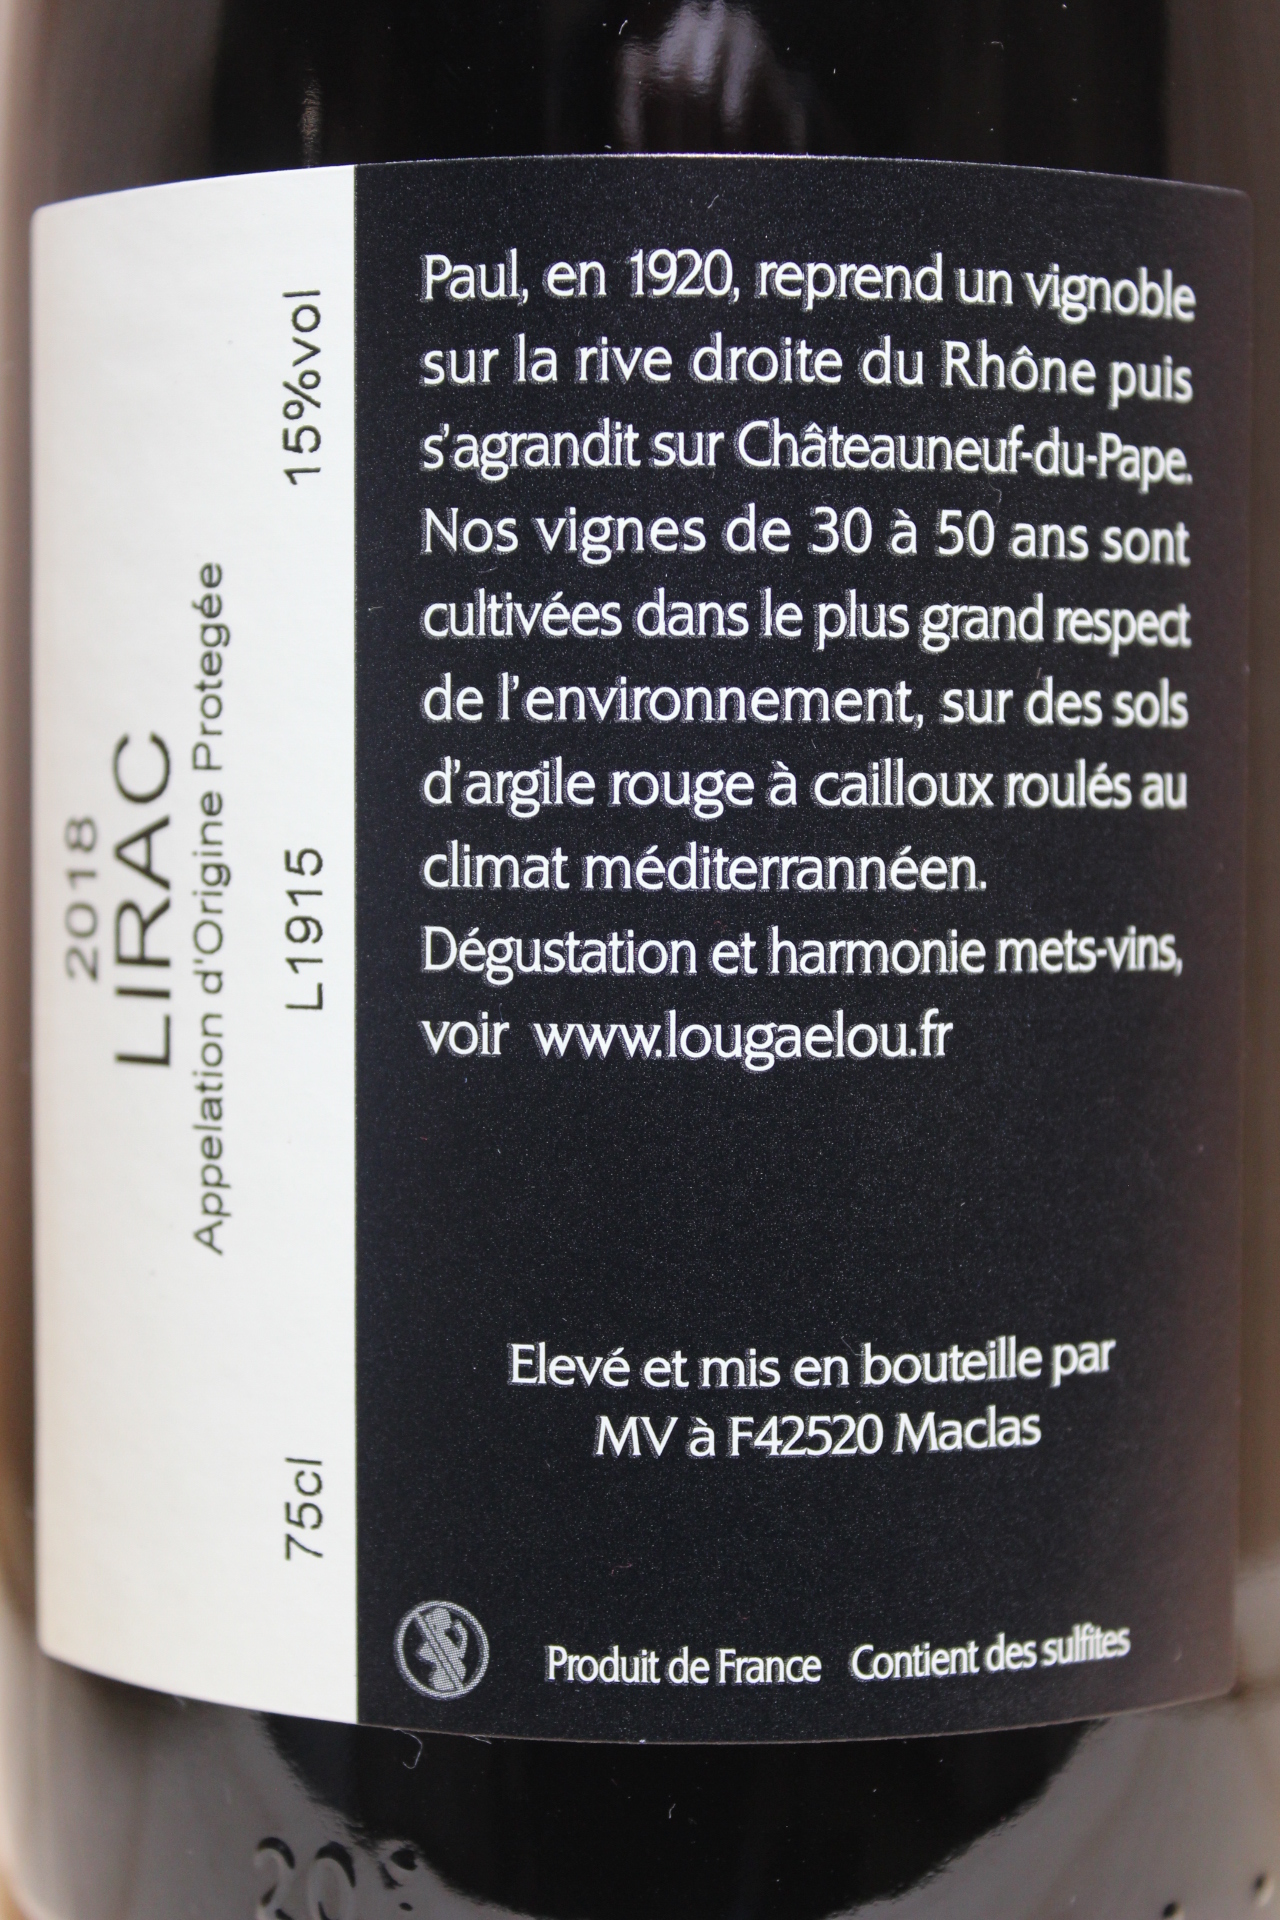 2018
LIRAC
Appelation d'Origine Protegée
75cl L1915 15%vol
Paul, en 1920, reprend un vignoble
sur la rive droite du Rhône puis
s'agrandit sur Châteauneuf-du-Pape.
Nos vignes de 30 à 50 ans sont
cultivées dans le plus grand respect
de l'environnement, sur des sols
d'argile rouge à cailloux roulés au
climat méditerrannéen.
Dégustation et harmonie mets-vins,
voir www.lougaelou.fr
Elevé et mis en bouteille par
MV à F42520 Maclas
Produit de France Contient des sulfites